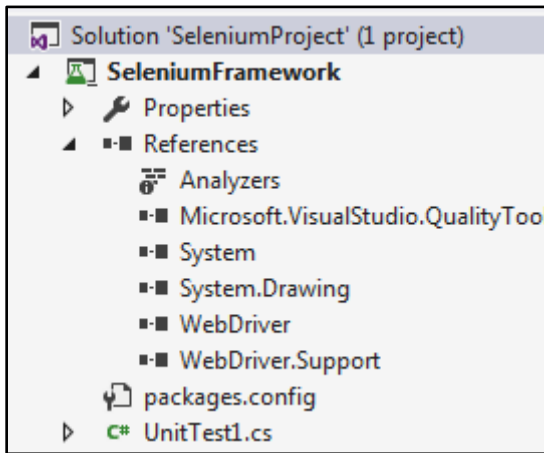 Solution 'SeleniumProject' (1 project)
SeleniumFramework
Properties
References
Analyzers
Microsoft.VisualStudio.QualityToo
System
System.Drawing
WebDriver
WebDriver.Support
packages.config
C# UnitTest1.cs